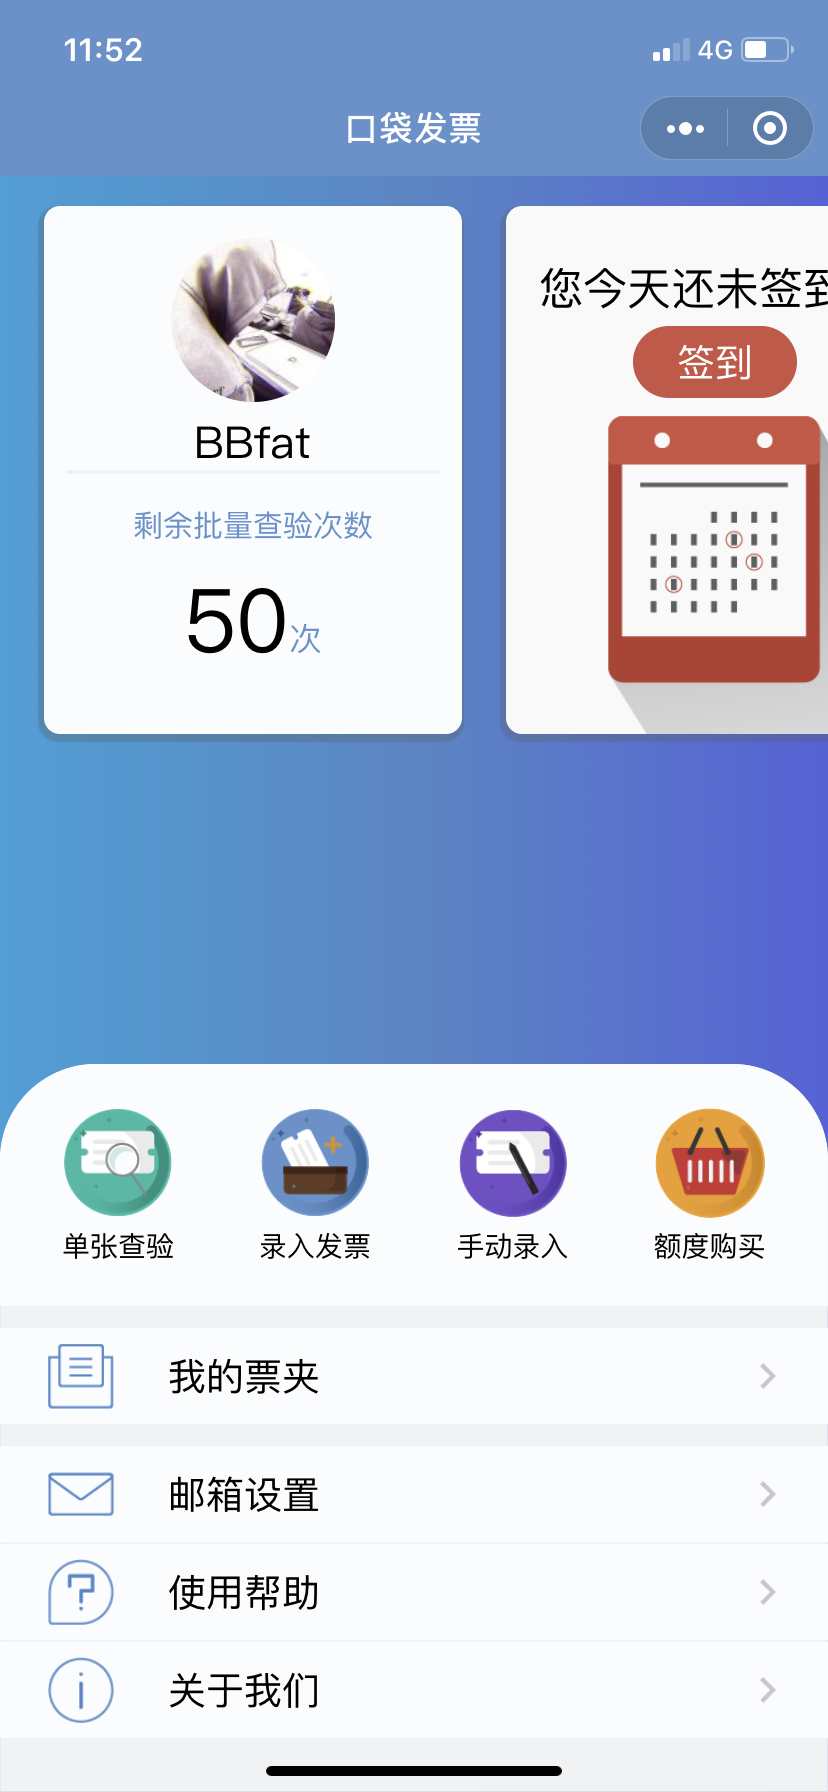 11:52
4G
口袋发票
BBfat
剩余批量查验次数
50次
您今天还未签到
签到
单张查验
录入发票
手动录入
额度购买
我的票夹
邮箱设置
使用帮助
关于我们